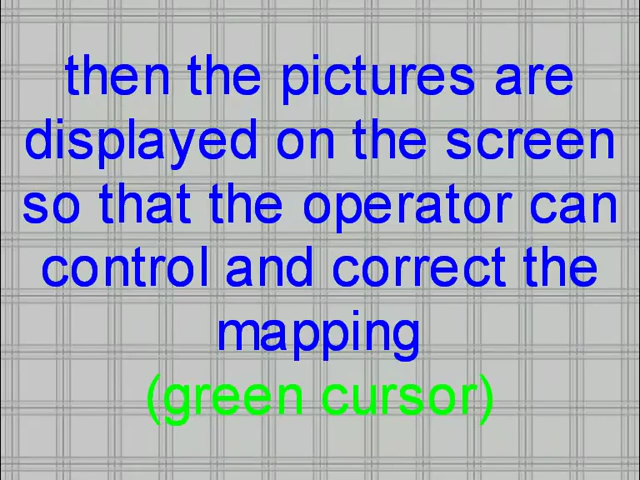 then the pictures are
displayed on the screen
so that the operator can
control and correct the
mapping
(green cursor)